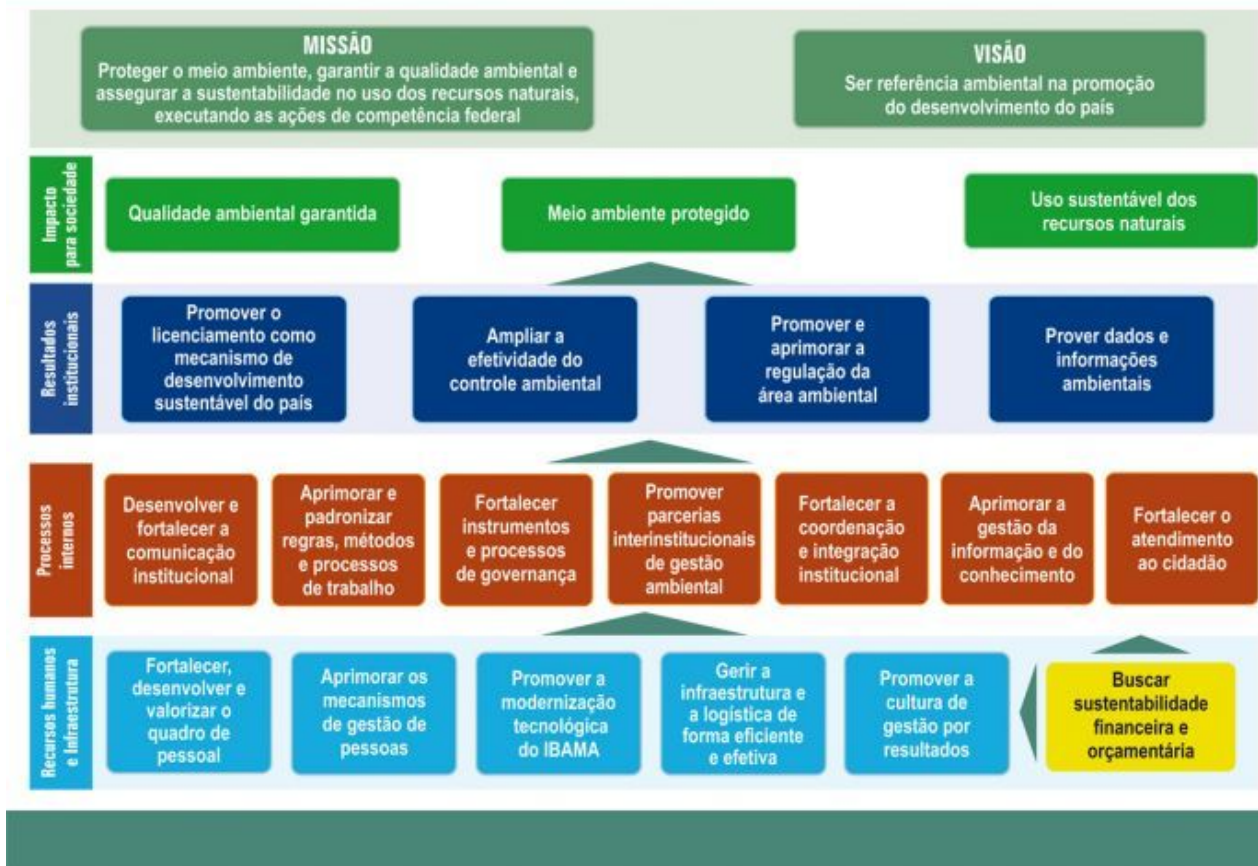 MISSÃO
Proteger o meio ambiente, garantir a qualidade ambiental e
assegurar a sustentabilidade no uso dos recursos naturais,
executando as ações de competência federal
VISÃO
Ser referência ambiental na promoção
do desenvolvimento do país
Impacto
para sociedade
Qualidade ambiental garantida
Meio ambiente protegido
Uso sustentável dos
recursos naturais
Resultados
institucionais
Promover o
licenciamento como
mecanismo de
desenvolvimento
sustentável do país
Ampliar a
efetividade do
controle ambiental
Promover e
aprimorar a
regulação da
área ambiental
Prover dados e
informações
ambientais
Processos
internos
Desenvolver e
fortalecer a
comunicação
institucional
Aprimorar e
padronizar
regras, métodos
e processos
de trabalho
Fortalecer
instrumentos
e processos
de governança
Promover
parcerias
interinstitucionais
de gestão
ambiental
Fortalecer a
coordenação
e integração
institucional
Aprimorar a
gestão da
informação e do
conhecimento
Fortalecer o
atendimento
ao cidadão
Recursos humanos
e Infraestrutura
Fortalecer,
desenvolver e
valorizar o
quadro de
pessoal
Aprimorar os
mecanismos
de gestão de
pessoas
Promover a
modernização
tecnológica
do IBAMA
Gerir a
infraestrutura e
a logística de
forma eficiente
e efetiva
Promover a
cultura de
gestão por
resultados
Buscar
sustentabilidade
financeira e
orçamentária